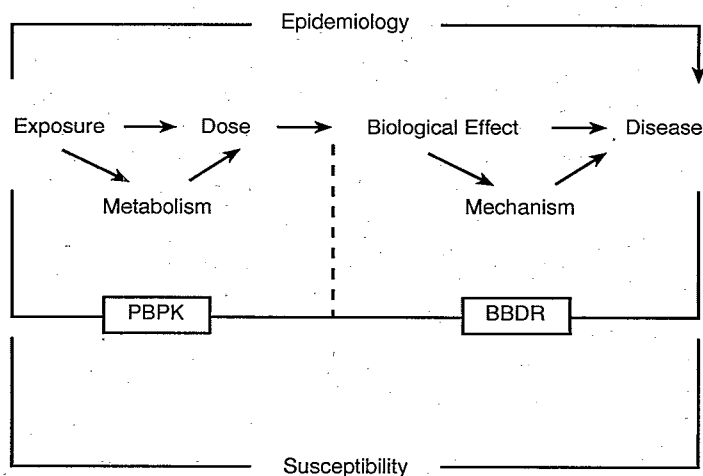 Epidemiology
Exposure Dose Biological Effect Disease
Metabolism Mechanism
PBPK BBDR
Susceptibility